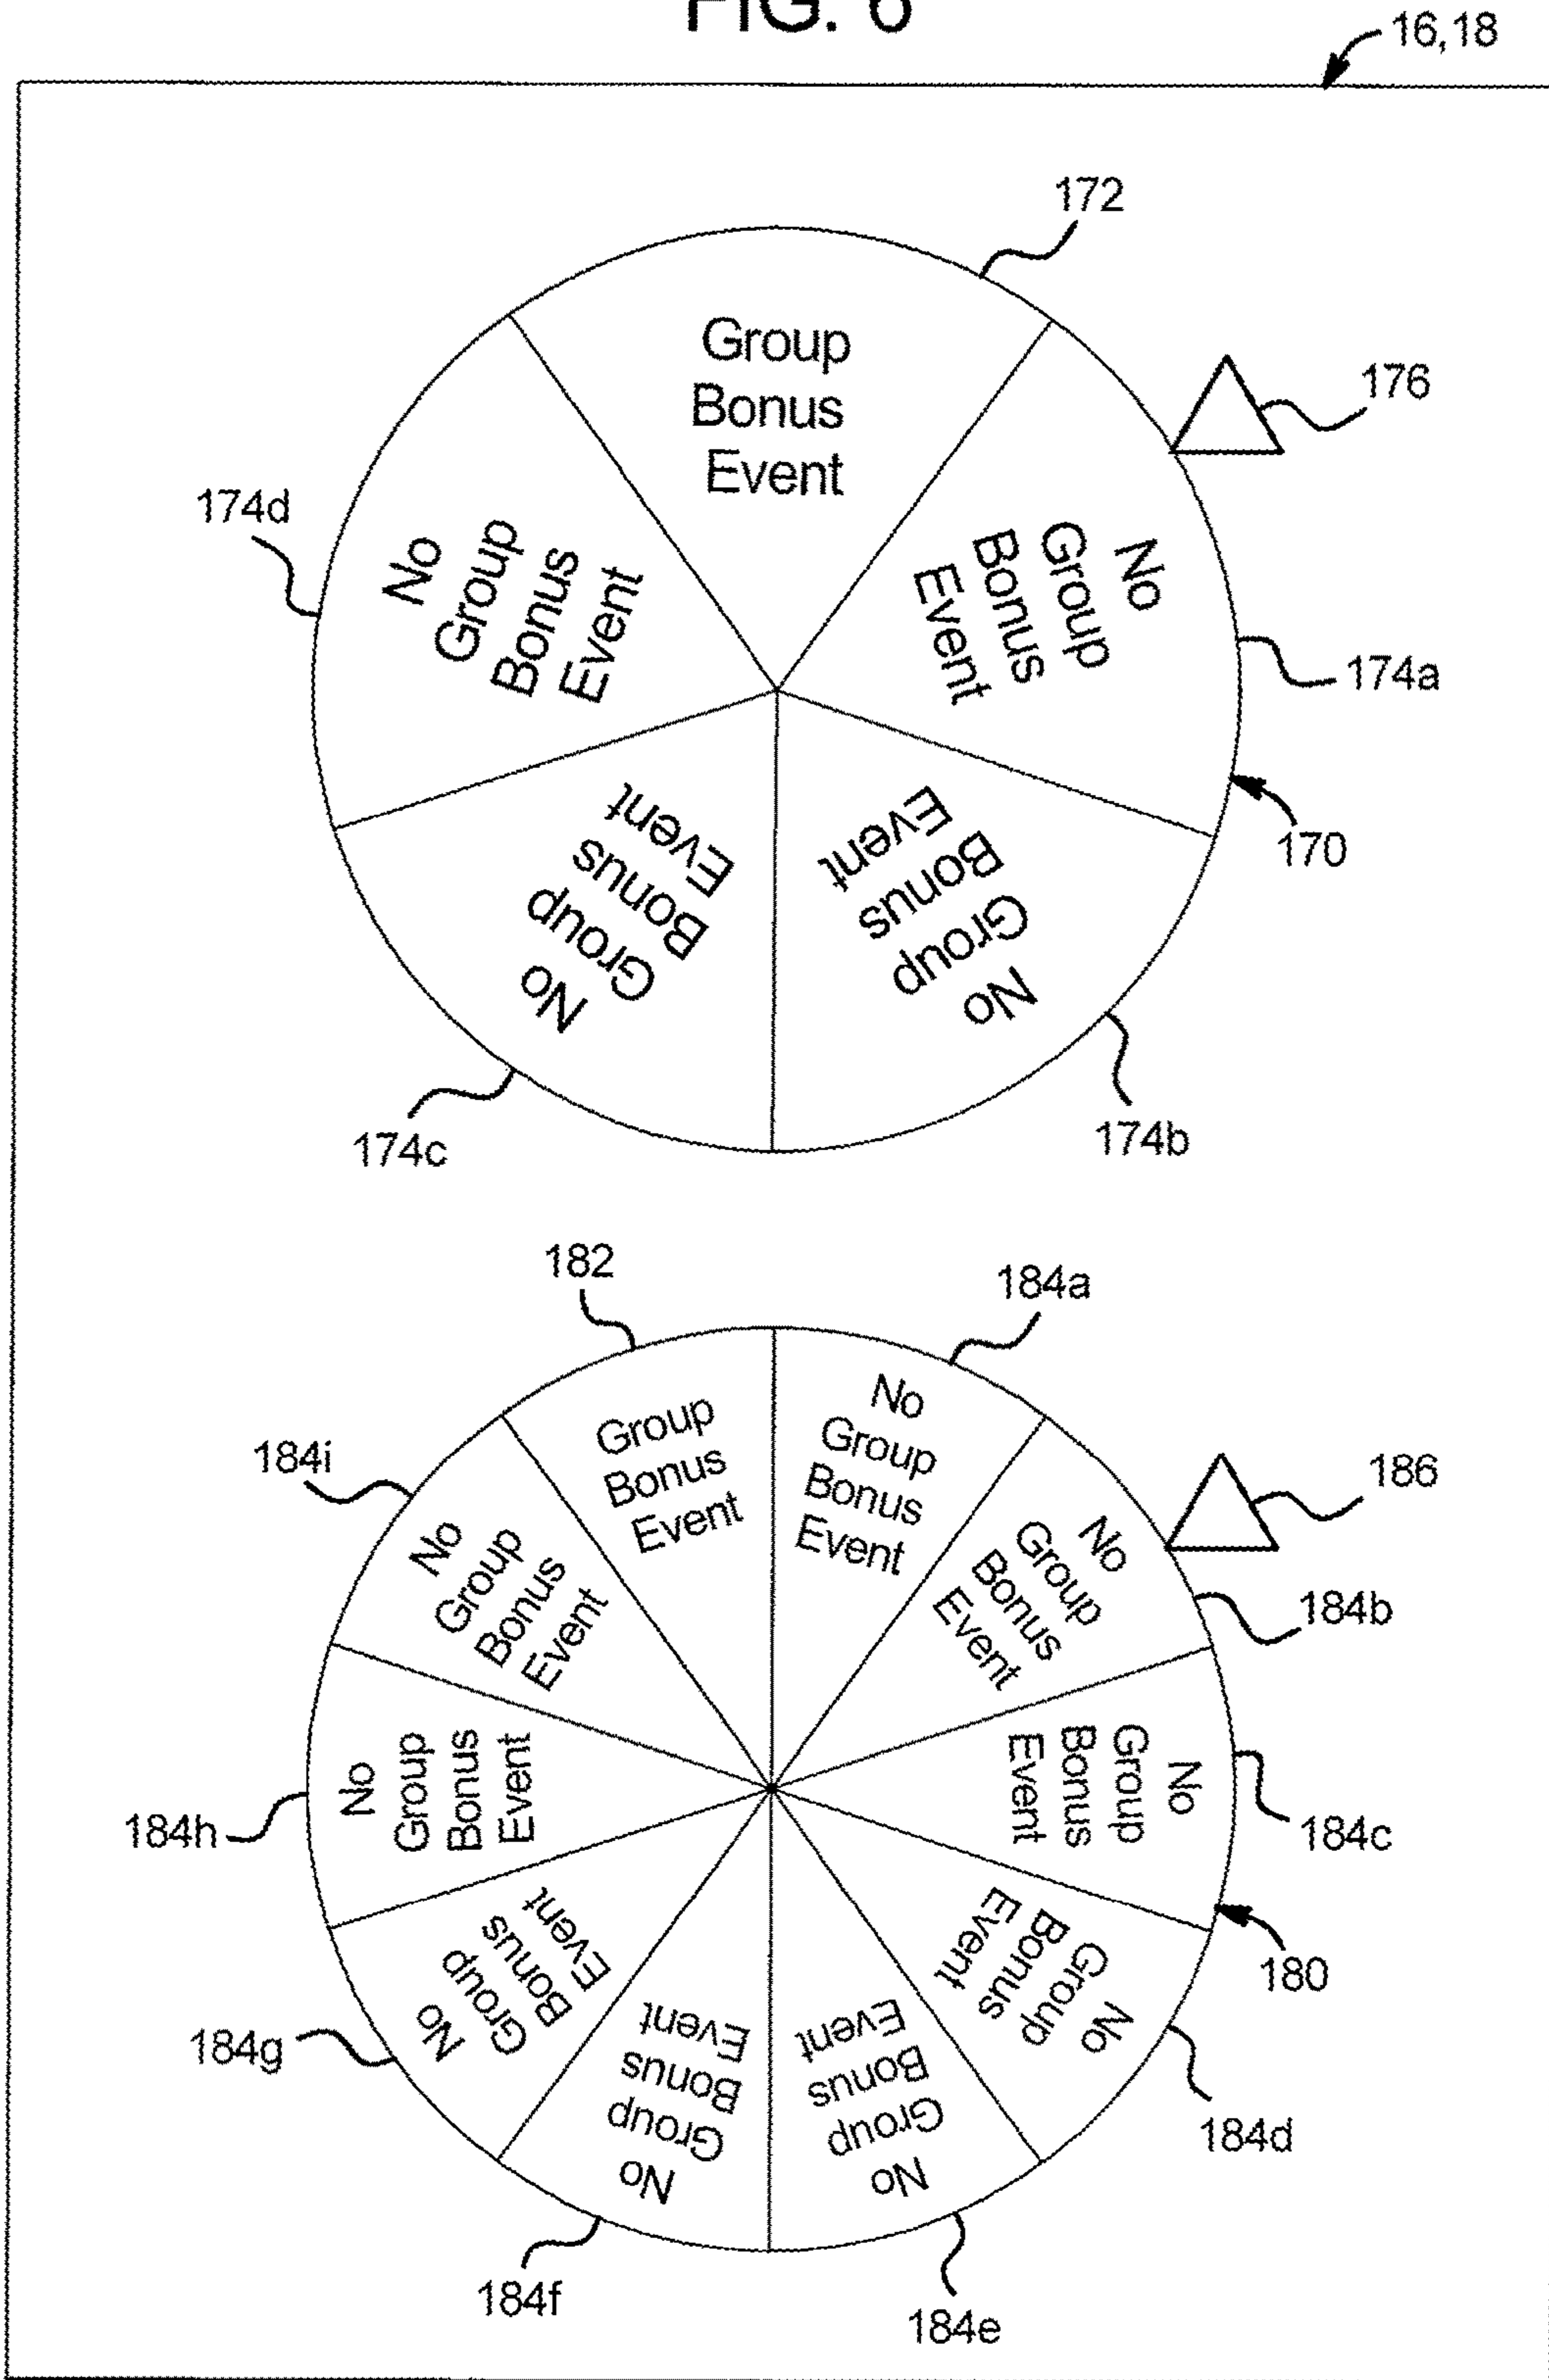 FIG. 6
16,18
172
Group
Bonus
Event
176
174d
No
Group
Bonus
Event
No
Group
Bonus
Event
174a
170
No
Group
Bonus
Event
No
Group
Bonus
Event
174c
174b
182
184a
Group
Bonus
Event
No
Group
Bonus
Event
184i
186
No
Group
Bonus
Event
No
Group
Bonus
Event
184b
No
Group
Bonus
Event
No
Group
Bonus
Event
184h
184c
No
Group
Bonus
Event
No
Group
Bonus
Event
180
184g
No
Group
Bonus
Event
No
Group
Bonus
Event
184d
184f
184e